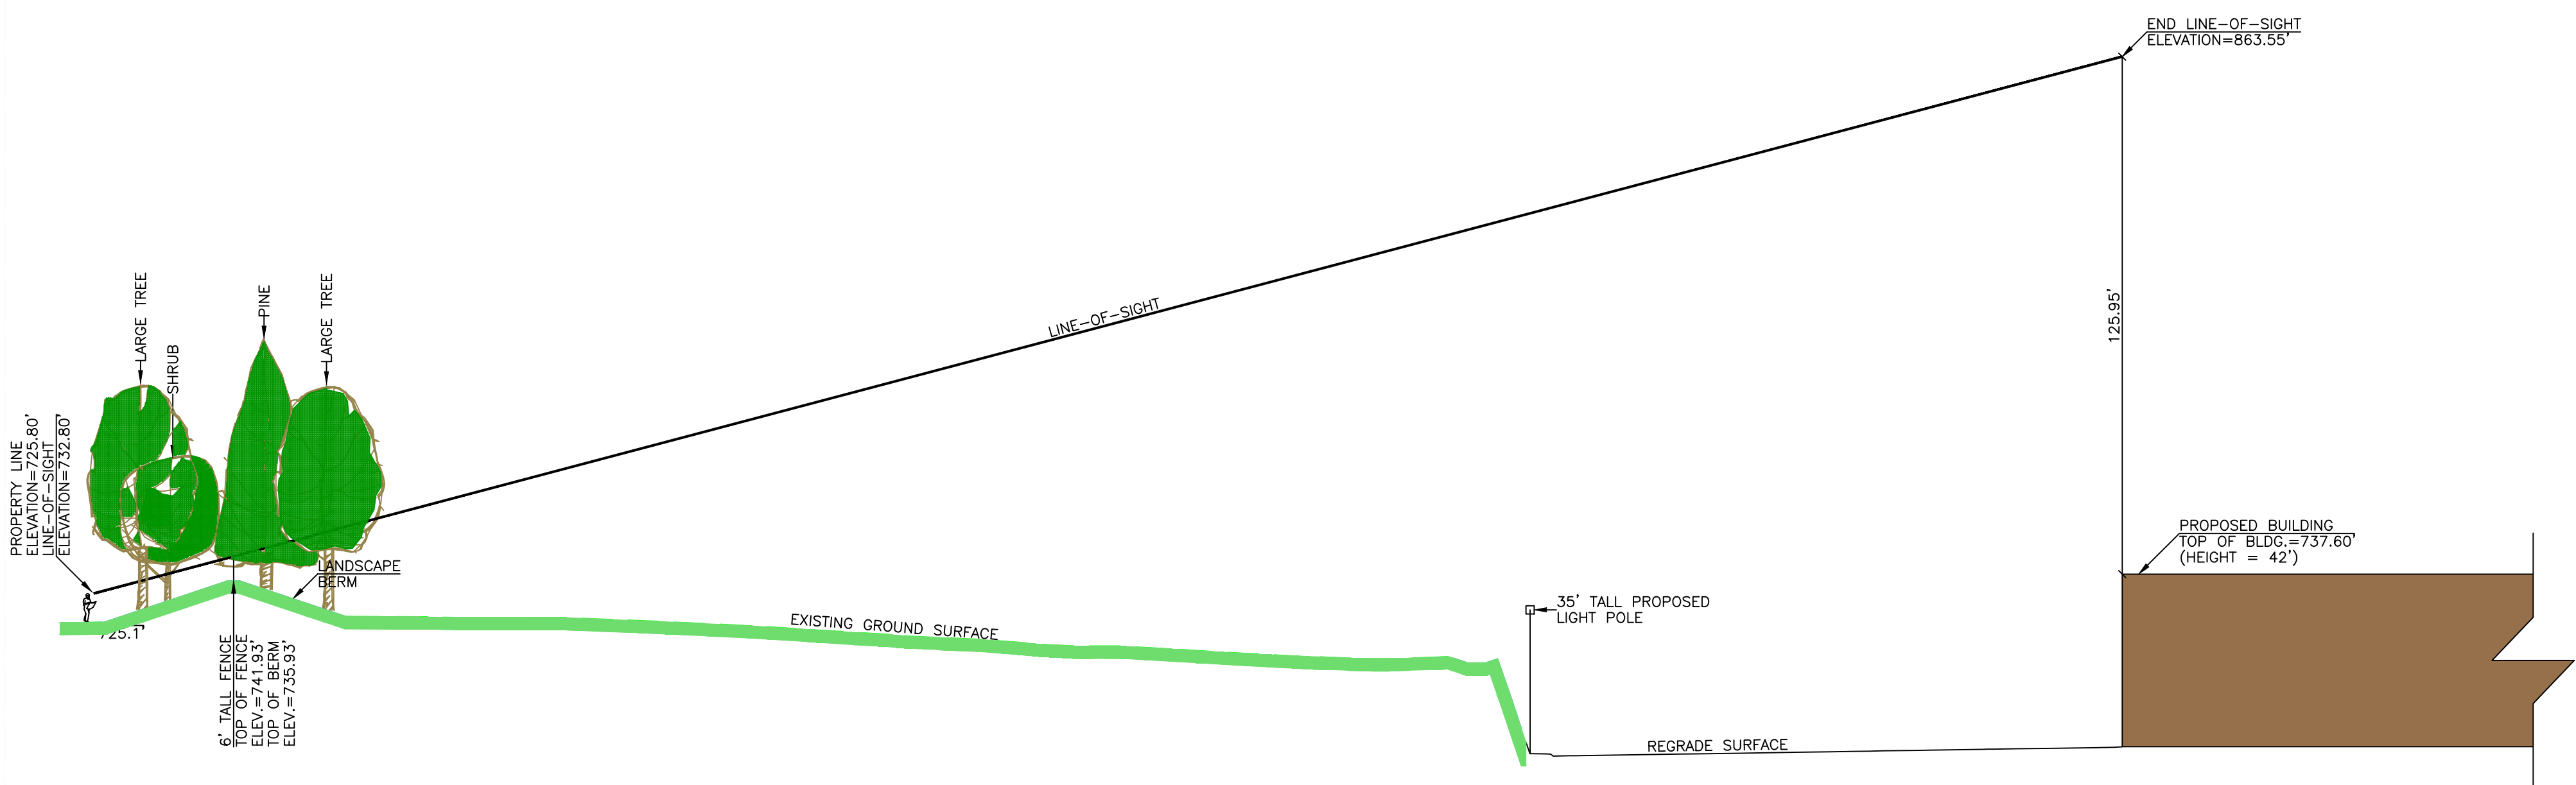 END LINE-OF-SIGHT
ELEVATION=863.55'
LARGE TREE
SHRUB
PINE
LARGE TREE
LINE-OF-SIGHT
125.95'
PROPERTY LINE
ELEVATION=725.80'
LINE-OF-SIGHT
ELEVATION=732.80'
LANDSCAPE
BERM
725.1'
6' TALL FENCE
TOP OF FENCE
ELEV.=741.93'
TOP OF BERM
ELEV.=735.93'
EXISTING GROUND SURFACE
35' TALL PROPOSED
LIGHT POLE
REGRADE SURFACE
PROPOSED BUILDING
TOP OF BLDG.=737.60'
(HEIGHT = 42')